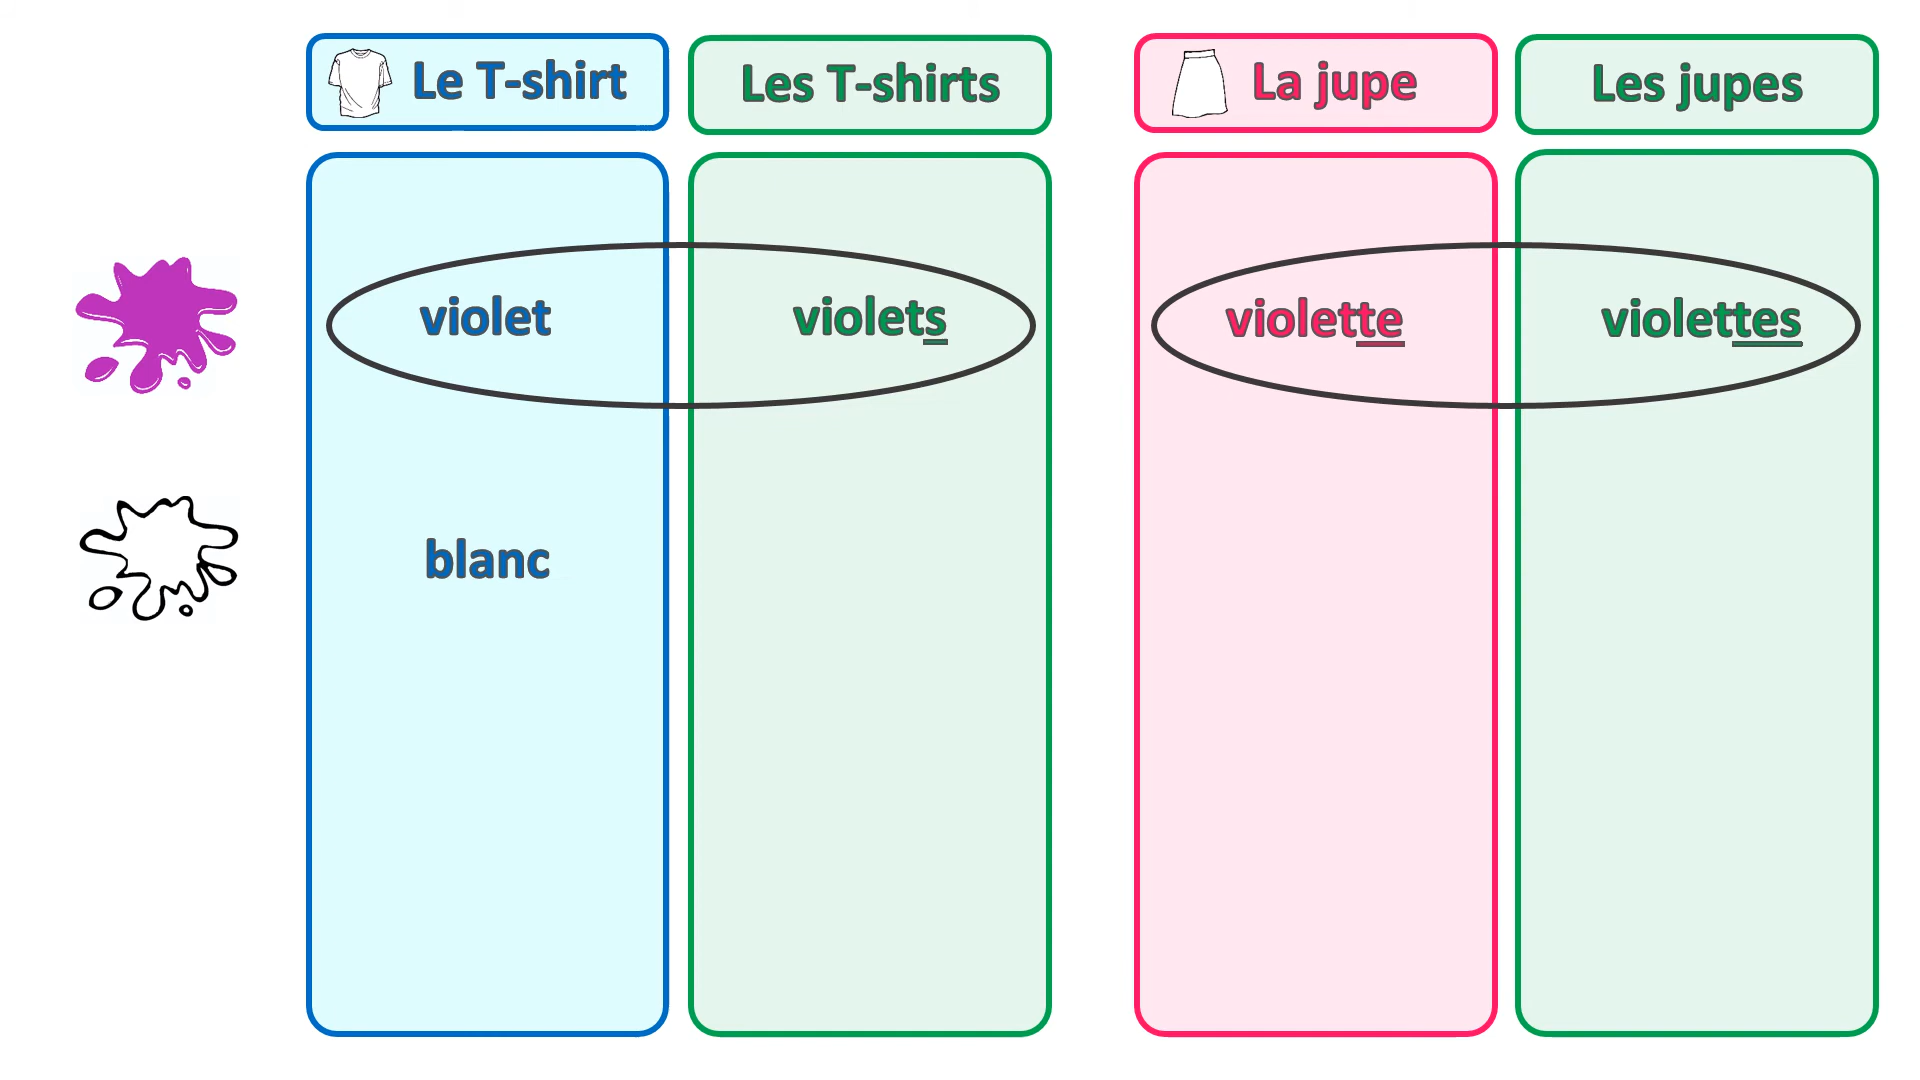 Le T-shirt
Les T-shirts
La jupe
Les jupes
violet
violets
violette
violettes
blanc